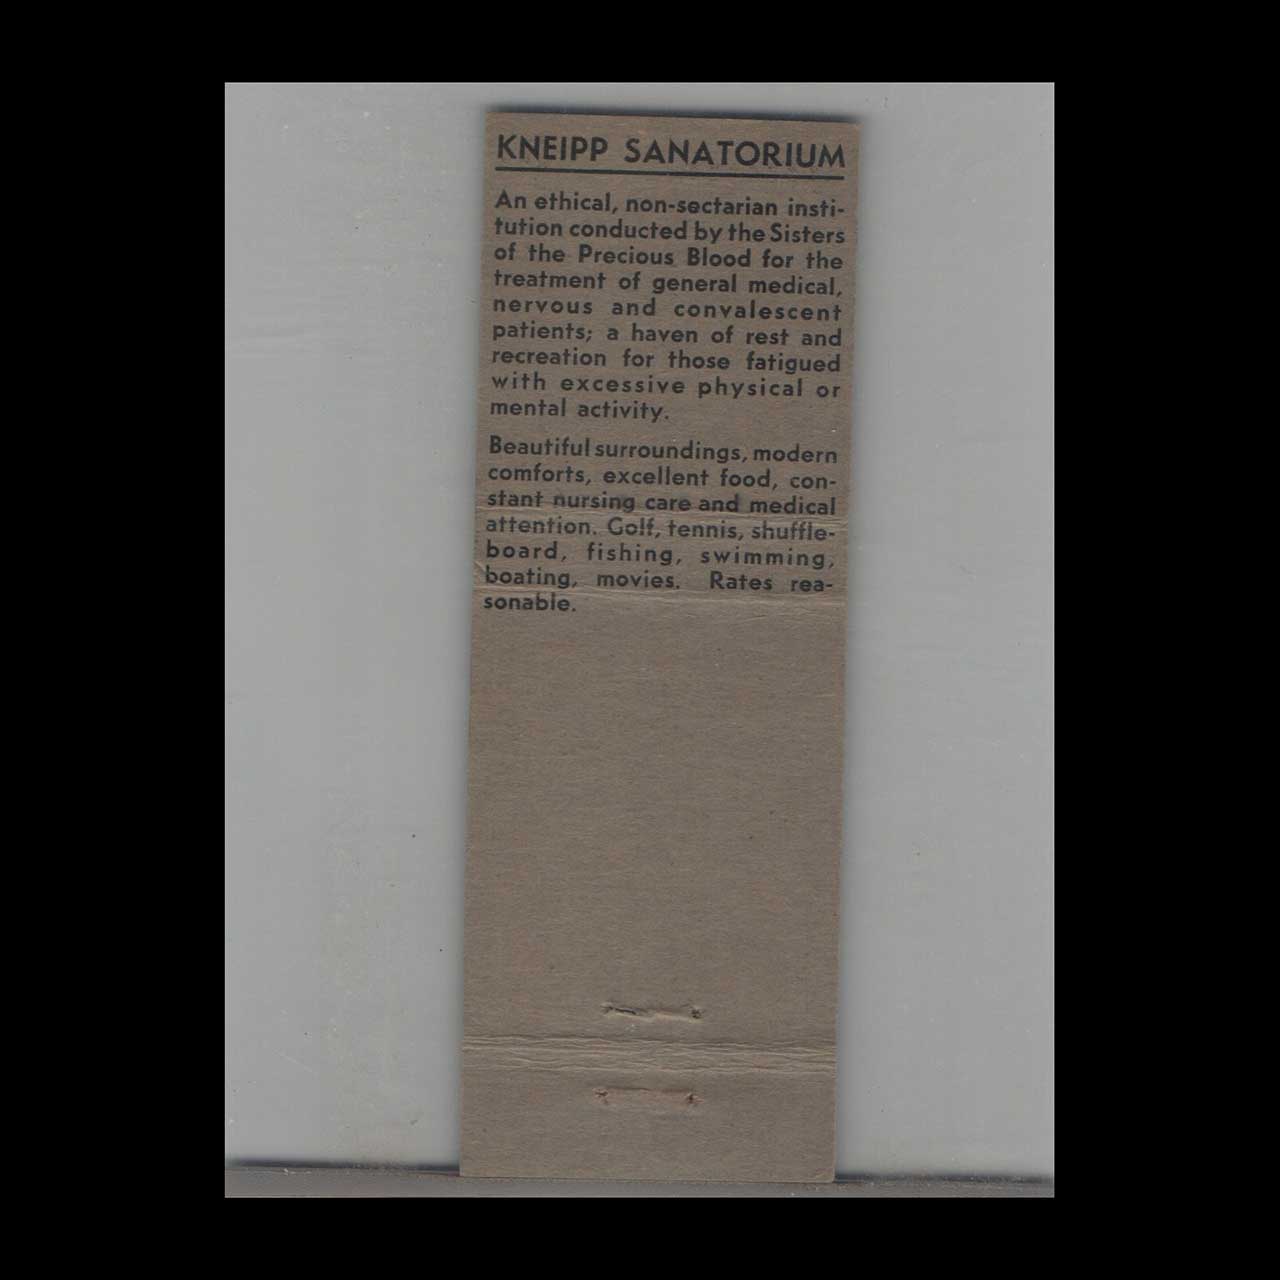 KNEIPP SANATORIUM
An ethical, non-sectarian insti-
tution conducted by the Sisters
of the Precious Blood for the
treatment of general medical,
nervous and convalescent
patients; a haven of rest and
recreation for those fatigued
with excessive physical or
mental activity.
Beautiful surroundings, modern
comforts, excellent food, con-
stant nursing care and medical
attention. Golf, tennis, shuffle-
board, fishing, swimming,
boating, movies. Rates rea-
sonable.